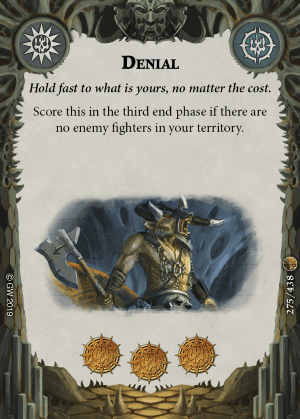 DENIAL
Hold fast to what is yours, no matter the cost.
Score this in the third end phase if there are
no enemy fighters in your territory.
© GW 2019
275/438